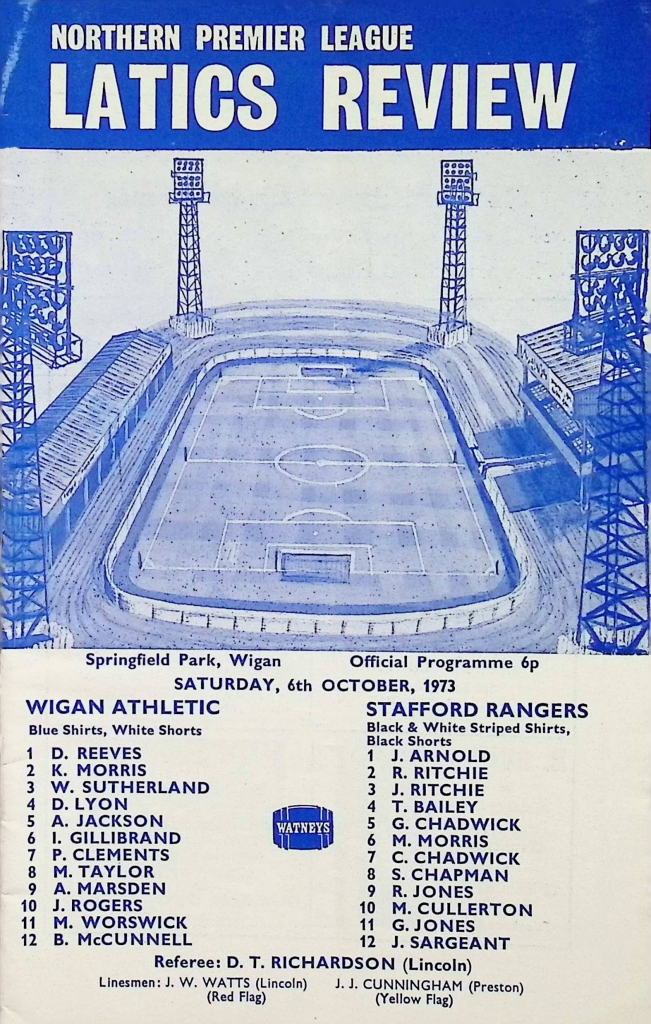 NORTHERN PREMIER LEAGUE
LATICS REVIEW
Springfield Park, Wigan Official Programme 6p
SATURDAY, 6th OCTOBER, 1973
WIGAN ATHLETIC
Blue Shirts, White Shorts
1 D. REEVES
2 K. MORRIS
3 W. SUTHERLAND
4 D. LYON
5 A. JACKSON
6 I. GILLIBRAND
7 P. CLEMENTS
8 M. TAYLOR
9 A. MARSDEN
10 J. ROGERS
11 M. WORSWICK
12 B. McCUNNELL
WATNEYS
STAFFORD RANGERS
Black & White Striped Shirts,
Black Shorts
1 J. ARNOLD
2 R. RITCHIE
3 J. RITCHIE
4 T. BAILEY
5 G. CHADWICK
6 M. MORRIS
7 C. CHADWICK
8 S. CHAPMAN
9 R. JONES
10 M. CULLERTON
11 G. JONES
12 J. SARGEANT
Referee: D. T. RICHARDSON (Lincoln)
Linesmen: J. W. WATTS (Lincoln) J. J. CUNNINGHAM (Preston)
(Red Flag) (Yellow Flag)